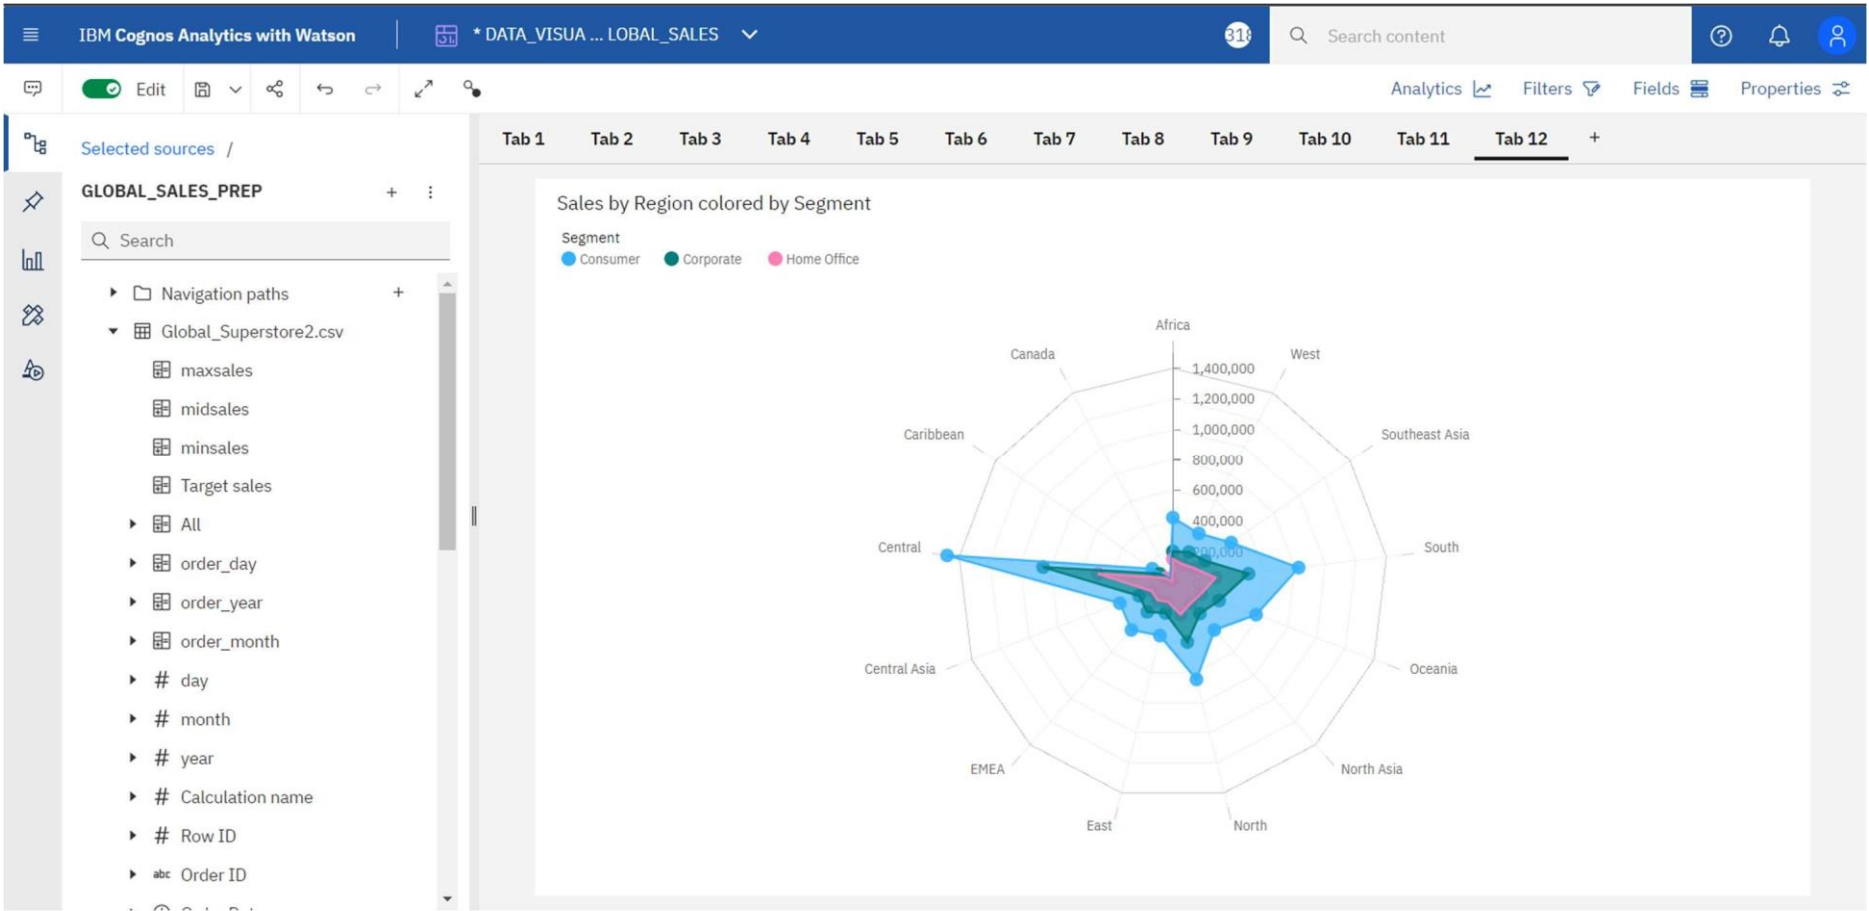 IBM Cognos Analytics with Watson
* DATA_VISUA ... LOBAL_SALES
318
Search content
Edit
Analytics
Filters
Fields
Properties
Selected sources /
GLOBAL_SALES_PREP
Search
Navigation paths
Global_Superstore2.csv
maxsales
midsales
minsales
Target sales
All
order_day
order_year
order_month
# day
# month
# year
# Calculation name
# Row ID
abc Order ID
Tab 1 Tab 2 Tab 3 Tab 4 Tab 5 Tab 6 Tab 7 Tab 8 Tab 9 Tab 10 Tab 11 Tab 12 +
Sales by Region colored by Segment
Segment
Consumer Corporate Home Office
Africa
Canada
West
1,400,000
1,200,000
1,000,000
800,000
600,000
400,000
200,000
Caribbean
Southeast Asia
Central
South
Central Asia
Oceania
EMEA
North Asia
East
North